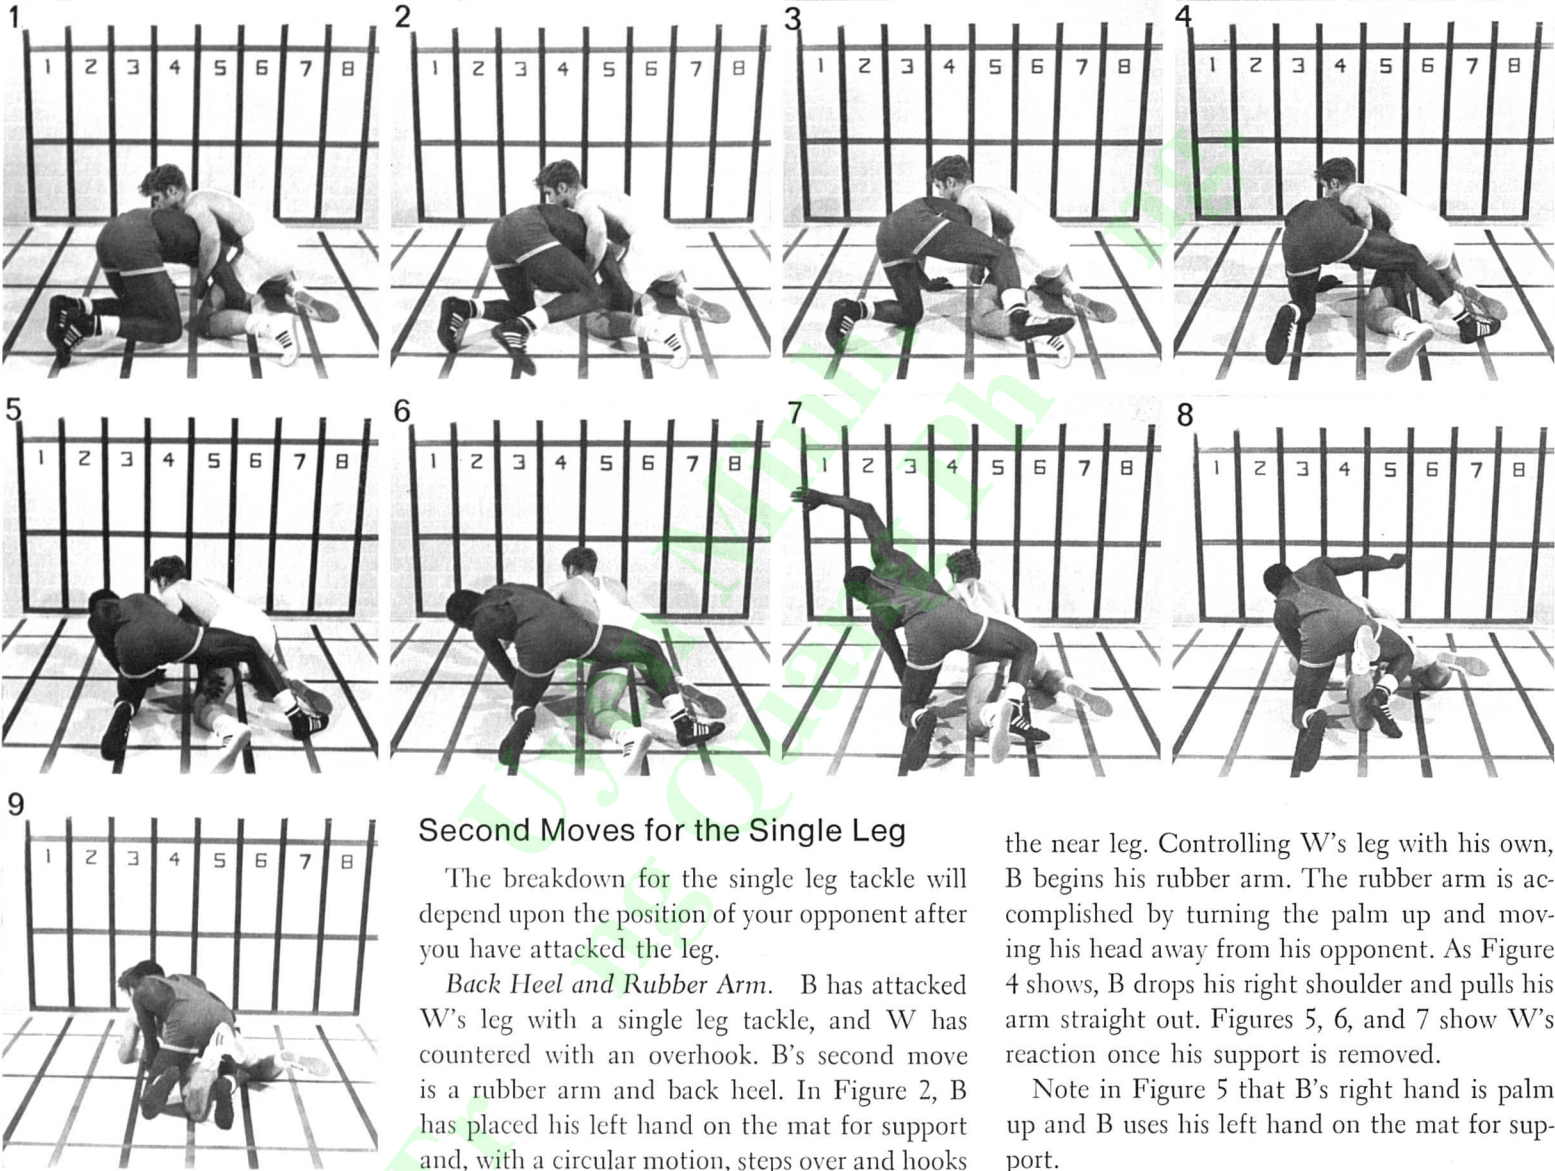 1
1 2 3 4 5 6 7 8
2
1 2 3 4 5 6 7 8
3
1 2 3 4 5 6 7 8
4
1 2 3 4 5 6 7 8
5
1 2 3 4 5 6 7 8
6
1 2 3 4 5 6 7 8
7
1 2 3 4 5 6 7 8
8
1 2 3 4 5 6 7 8
9
1 2 3 4 5 6 7 8
Second Moves for the Single Leg
The breakdown for the single leg tackle will
depend upon the position of your opponent after
you have attacked the leg.
Back Heel and Rubber Arm. B has attacked
W's leg with a single leg tackle, and W has
countered with an overhook. B's second move
is a rubber arm and back heel. In Figure 2, B
has placed his left hand on the mat for support
and, with a circular motion, steps over and hooks
the near leg. Controlling W's leg with his own,
B begins his rubber arm. The rubber arm is ac-
complished by turning the palm up and mov-
ing his head away from his opponent. As Figure
4 shows, B drops his right shoulder and pulls his
arm straight out. Figures 5, 6, and 7 show W's
reaction once his support is removed.
Note in Figure 5 that B's right hand is palm
up and B uses his left hand on the mat for sup-
port.